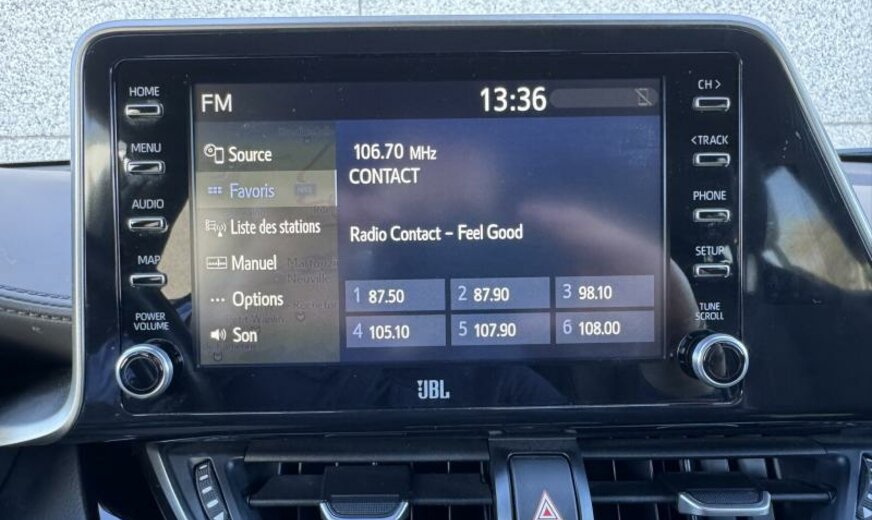 HOME
MENU
AUDIO
MAP
POWER
VOLUME
FM
13:36
Source
Favoris
Liste des stations
Manuel
Options
Son
106.70 MHz
CONTACT
Radio Contact – Feel Good
1 87.50
2 87.90
3 98.10
4 105.10
5 107.90
6 108.00
CH >
< TRACK
PHONE
SETUP
TUNE
SCROLL
JBL